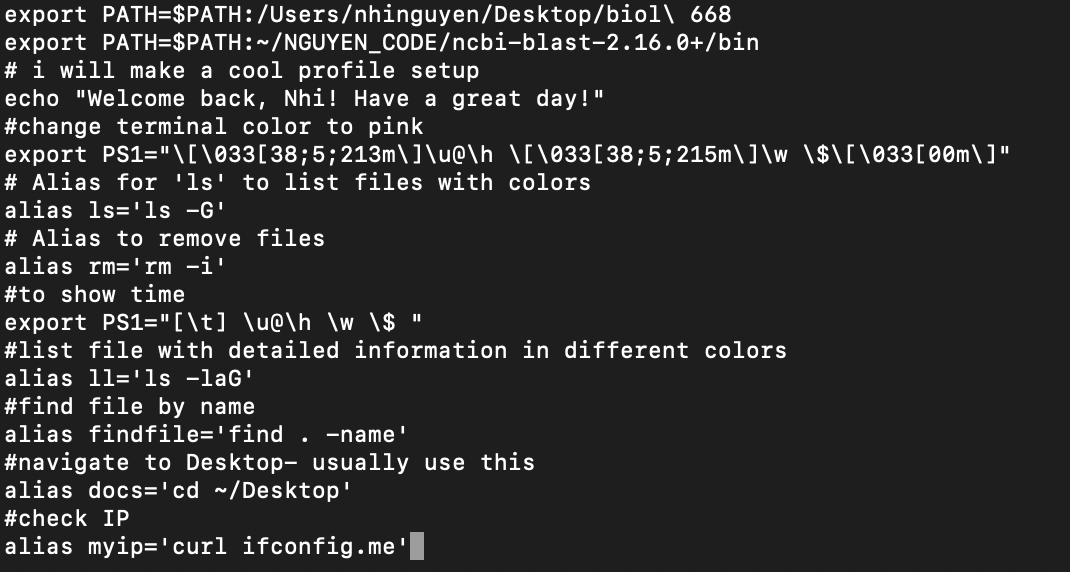 export PATH=$PATH:/Users/nhinguyen/Desktop/biol\ 668
export PATH=$PATH:~/NGUYEN_CODE/ncbi-blast-2.16.0+/bin
# i will make a cool profile setup
echo "Welcome back, Nhi! Have a great day!"
#change terminal color to pink
export PS1="\[\033[38;5;213m\]\u@\h \[\033[38;5;215m\]\w \$\[\033[00m\]"
# Alias for 'ls' to list files with colors
alias ls='ls -G'
# Alias to remove files
alias rm='rm -i'
#to show time
export PS1="[\t] \u@\h \w \$ "
#list file with detailed information in different colors
alias ll='ls -laG'
#find file by name
alias findfile='find . -name'
#navigate to Desktop- usually use this
alias docs='cd ~/Desktop'
#check IP
alias myip='curl ifconfig.me'